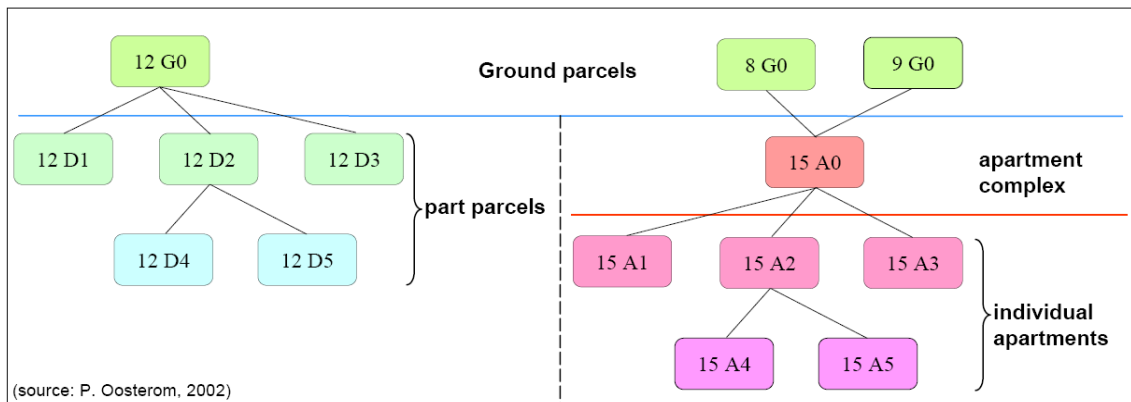 12 G0
Ground parcels
8 G0
9 G0
12 D1
12 D2
12 D3
part parcels
12 D4
12 D5
15 A0
apartment
complex
15 A1
15 A2
15 A3
individual
apartments
15 A4
15 A5
(source: P. Oosterom, 2002)